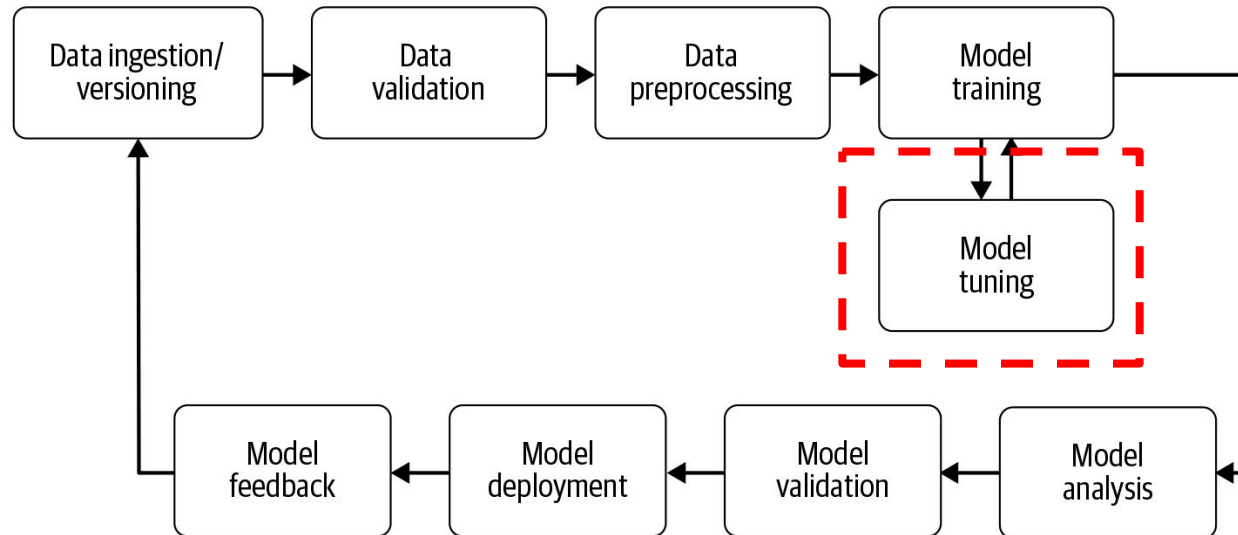 Data ingestion/
versioning
Data
validation
Data
preprocessing
Model
training
Model
tuning
Model
feedback
Model
deployment
Model
validation
Model
analysis